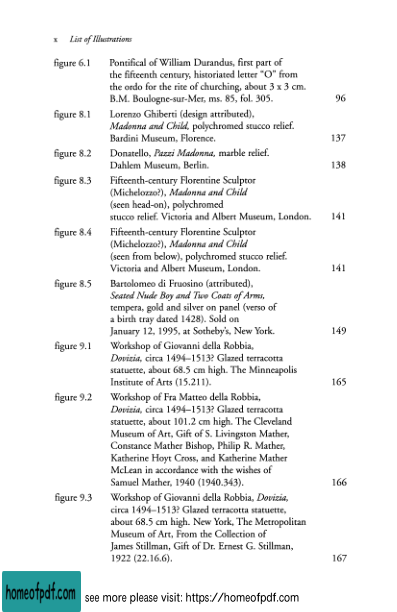 x List of Illustrations
figure 6.1 Pontifical of William Durandus, first part of
the fifteenth century, historiated letter "O" from
the ordo for the rite of churching, about 3 x 3 cm.
B.M. Boulogne-sur-Mer, ms. 85, fol. 305. 96
figure 8.1 Lorenzo Ghiberti (design attributed),
Madonna and Child, polychromed stucco relief.
Bardini Museum, Florence. 137
figure 8.2 Donatello, Pazzi Madonna, marble relief.
Dahlem Museum, Berlin. 138
figure 8.3 Fifteenth-century Florentine Sculptor
(Michelozzo?), Madonna and Child
(seen head-on), polychromed
stucco relief. Victoria and Albert Museum, London. 141
figure 8.4 Fifteenth-century Florentine Sculptor
(Michelozzo?), Madonna and Child
(seen from below), polychromed stucco relief.
Victoria and Albert Museum, London. 141
figure 8.5 Bartolomeo di Fruosino (attributed),
Seated Nude Boy and Two Coats of Arms,
tempera, gold and silver on panel (verso of
a birth tray dated 1428). Sold on
January 12, 1995, at Sotheby's, New York. 149
figure 9.1 Workshop of Giovanni della Robbia,
Dovizia, circa 1494–1513? Glazed terracotta
statuette, about 68.5 cm high. The Minneapolis
Institute of Arts (15.211). 165
figure 9.2 Workshop of Fra Matteo della Robbia,
Dovizia, circa 1494–1513? Glazed terracotta
statuette, about 101.2 cm high. The Cleveland
Museum of Art, Gift of S. Livingston Mather,
Constance Mather Bishop, Philip R. Mather,
Katherine Hoyt Cross, and Katherine Mather
McLean in accordance with the wishes of
Samuel Mather, 1940 (1940.343). 166
figure 9.3 Workshop of Giovanni della Robbia, Dovizia,
circa 1494–1513? Glazed terracotta statuette,
about 68.5 cm high. New York, The Metropolitan
Museum of Art, From the Collection of
James Stillman, Gift of Dr. Ernest G. Stillman,
1922 (22.16.6). 167
homeofpdf.com see more please visit: https://homeofpdf.com